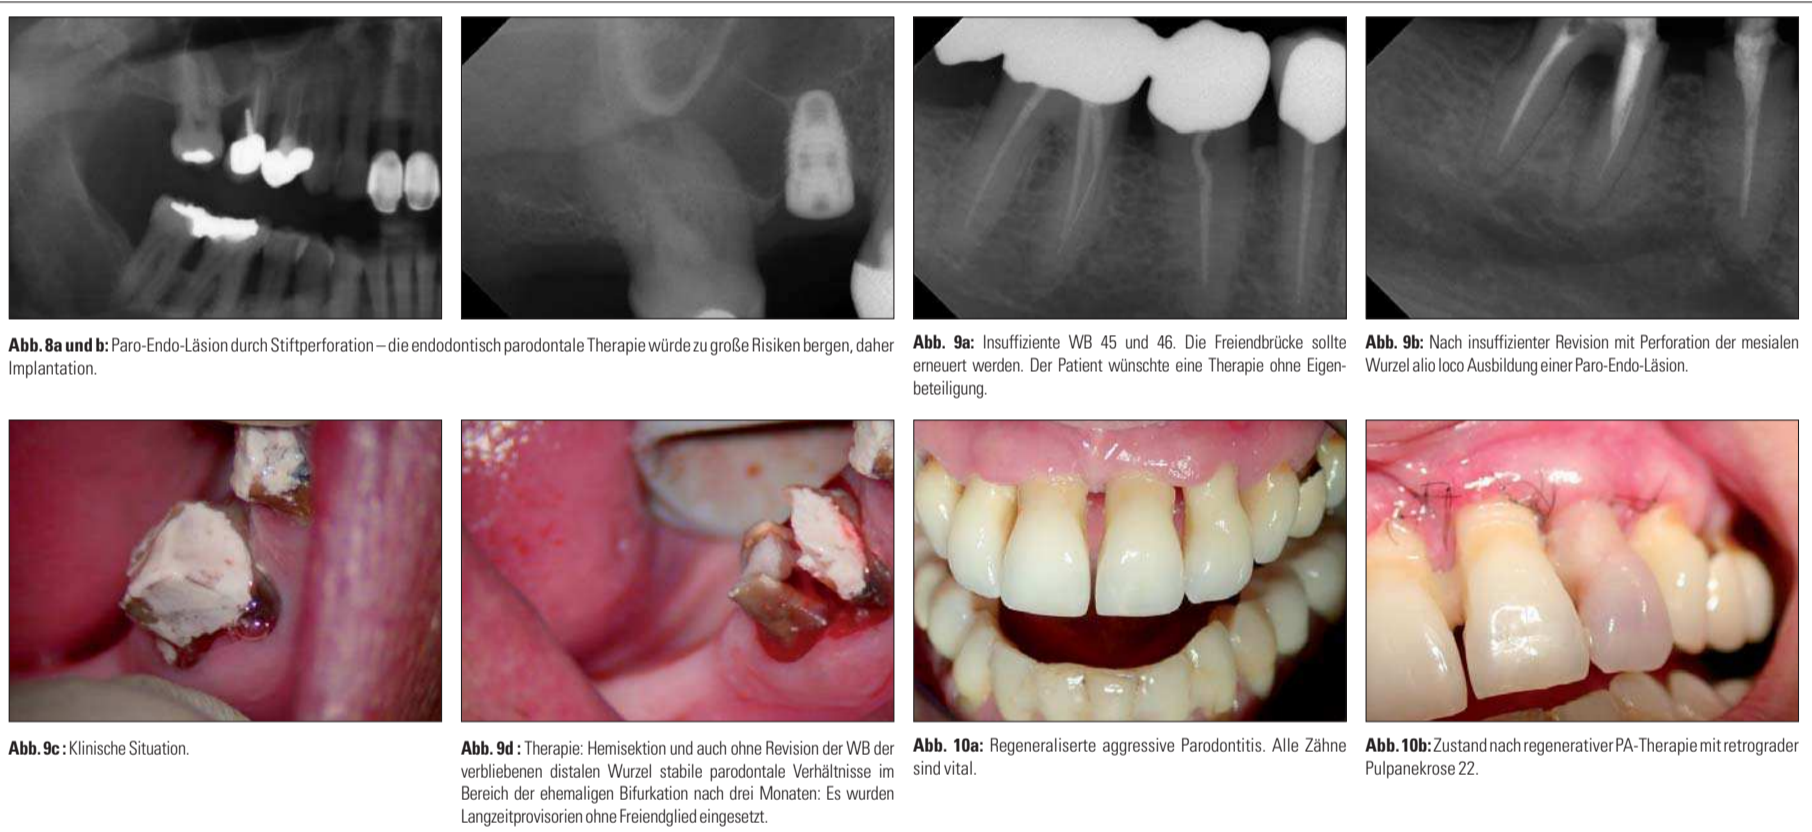 Abb. 8a und b: Paro-Endo-Läsion durch Stiftperforation – die endodontisch parodontale Therapie würde zu große Risiken bergen, daher
Implantation.
Abb. 9a: Insuffiziente WB 45 und 46. Die Freiendbrücke sollte
erneuert werden. Der Patient wünschte eine Therapie ohne Eigen-
beteiligung.
Abb. 9b: Nach insuffizienter Revision mit Perforation der mesialen
Wurzel alio loco Ausbildung einer Paro-Endo-Läsion.
Abb. 9c: Klinische Situation.
Abb. 9d : Therapie: Hemisektion und auch ohne Revision der WB der
verbliebenen distalen Wurzel stabile parodontale Verhältnisse im
Bereich der ehemaligen Bifurkation nach drei Monaten: Es wurden
Langzeitprovisorien ohne Freiendglied eingesetzt.
Abb. 10a: Regeneraliserte aggressive Parodontitis. Alle Zähne
sind vital.
Abb. 10b: Zustand nach regenerativer PA-Therapie mit retrograder
Pulpanekrose 22.